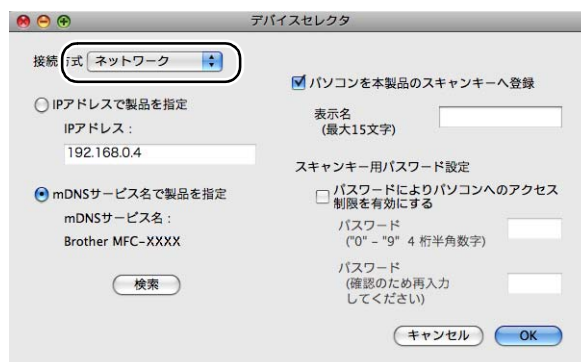 デバイスセレクタ
接続方式 ネットワーク
IPアドレスで製品を指定
IPアドレス:
192.168.0.4
mDNSサービス名で製品を指定
mDNSサービス名:
Brother MFC-XXXX
検索
パソコンを本製品のスキャンキーへ登録
表示名
(最大15文字)
スキャンキー用パスワード設定
パスワードによりパソコンへのアクセス
制限を有効にする
パスワード
("0" – "9" 4 桁半角数字)
パスワード
(確認のため再入力
してください)
キャンセル OK